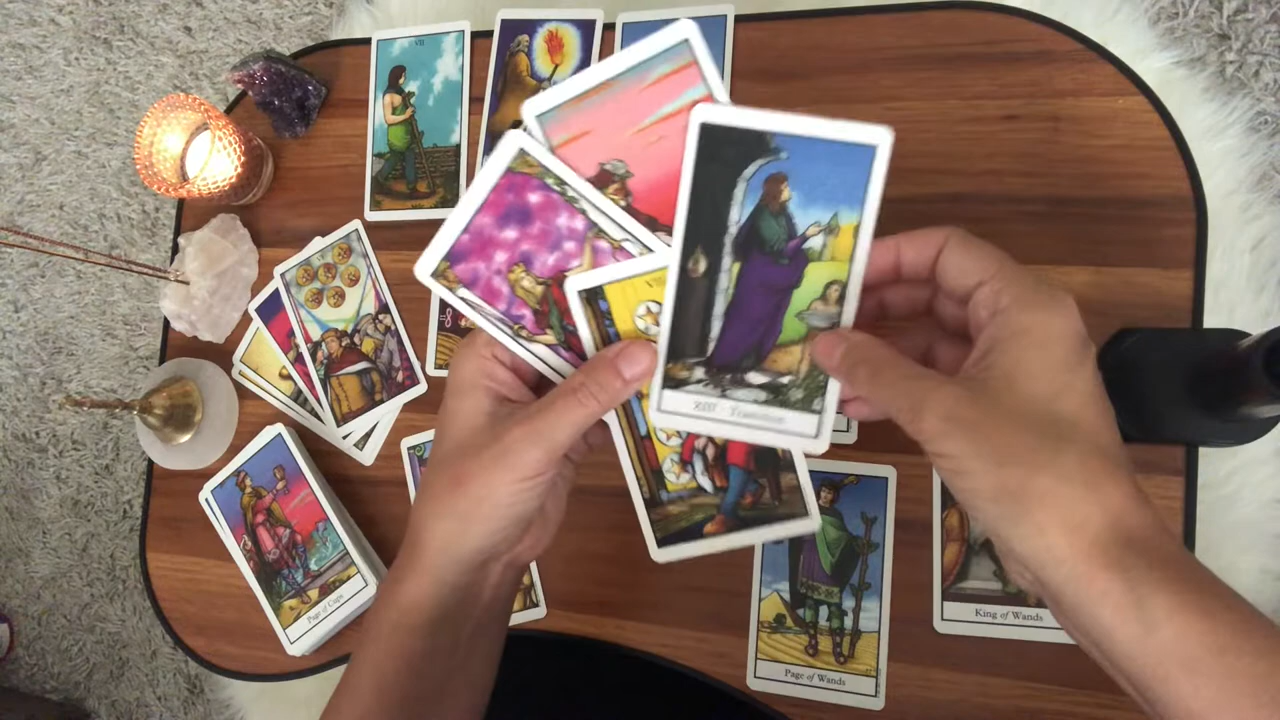 VII
XIII - Transition
Page of Cups
Page of Wands
King of Wands